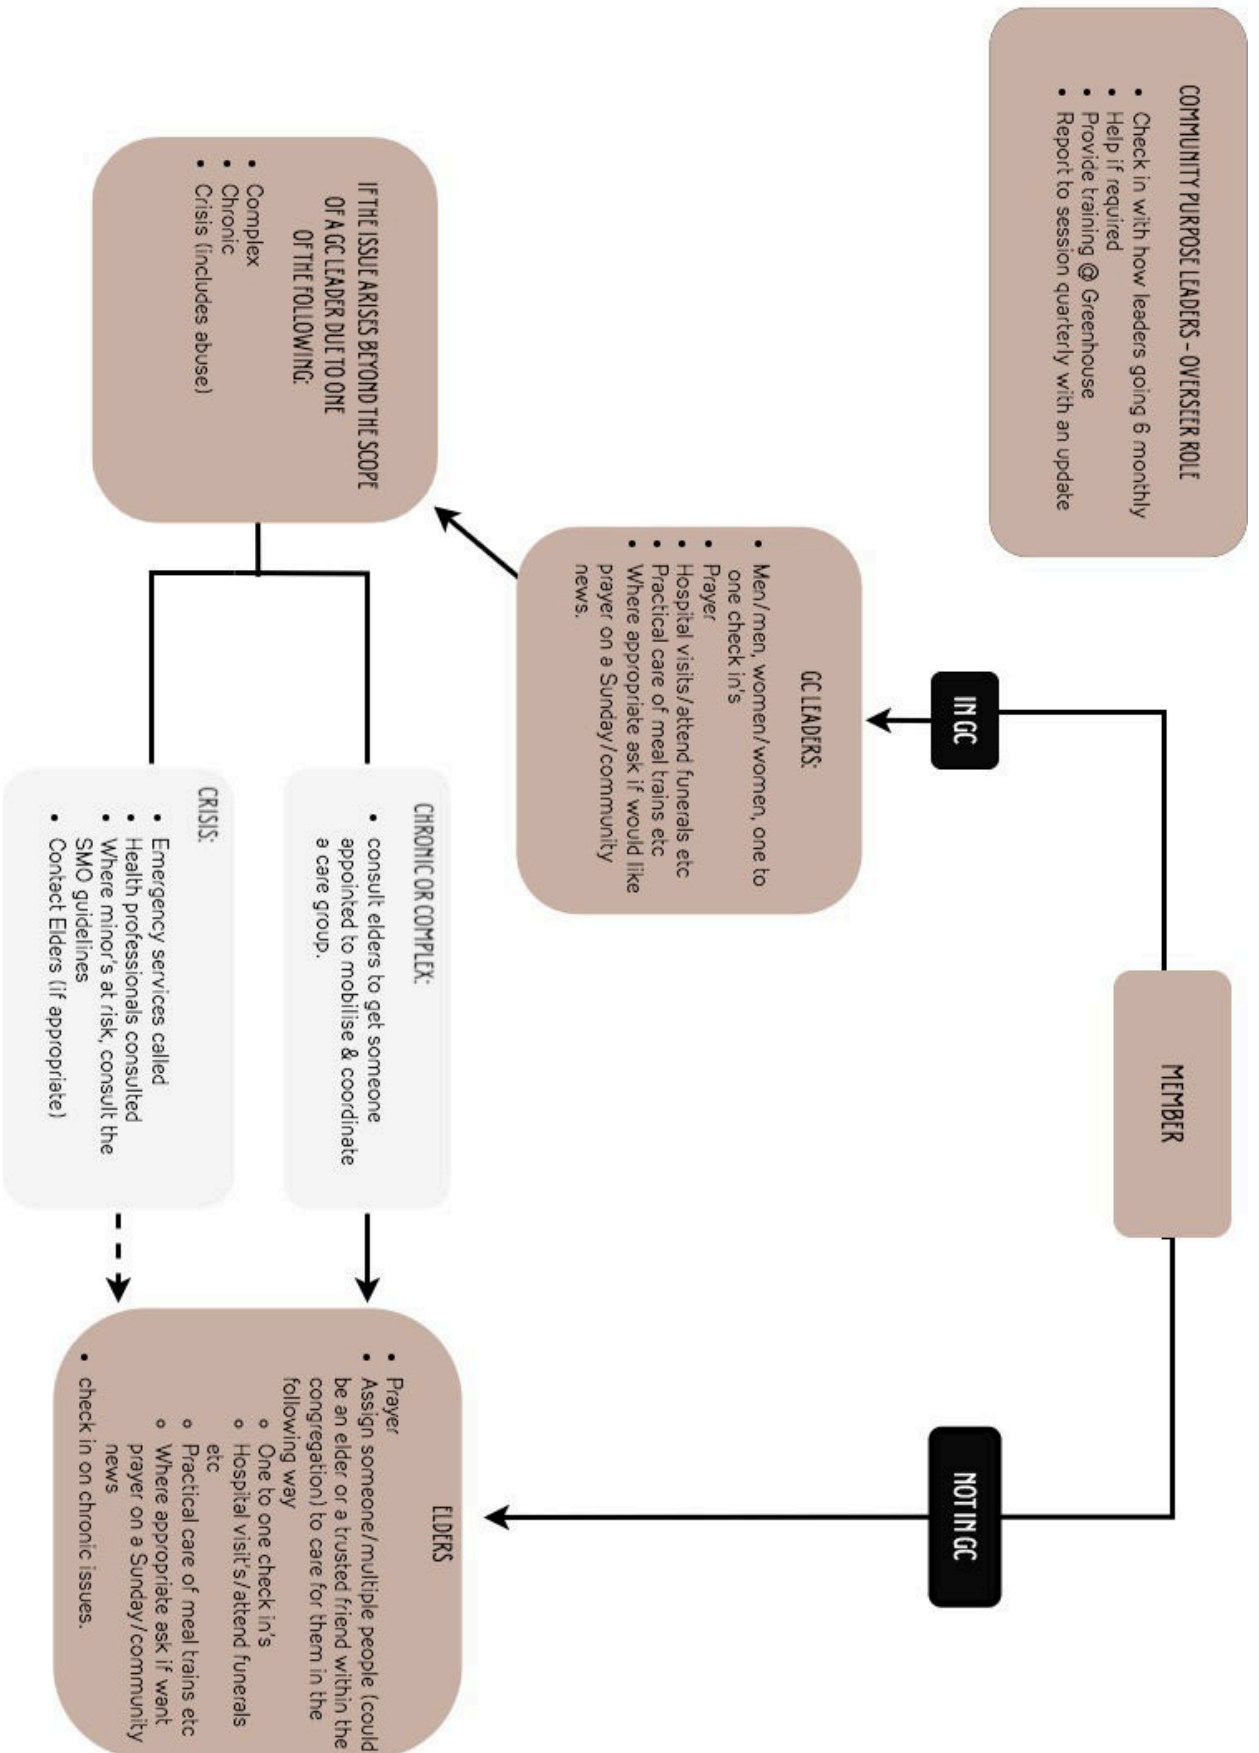 COMMUNITY PURPOSE LEADERS - OVERSEER ROLE
• Check in with how leaders going 6 monthly
• Help if required
• Provide training @ Greenhouse
• Report to session quarterly with an update
MEMBER
IN GC
NOT IN GC
GC LEADERS:
• Men/men, women/women, one to
one check in's
• Prayer
• Hospital visits/attend funerals etc
• Practical care of meal trains etc
• Where appropriate ask if would like
prayer on a Sunday/community
news.
IF THE ISSUE ARISES BEYOND THE SCOPE
OF A GC LEADER DUE TO ONE
OF THE FOLLOWING:
• Complex
• Chronic
• Crisis (includes abuse)
CHRONIC OR COMPLEX:
• consult elders to get someone
appointed to mobilise & coordinate
a care group.
CRISIS:
• Emergency services called
• Health professionals consulted
• Where minor's at risk, consult the
SMO guidelines
• Contact Elders (if appropriate)
ELDERS
• Prayer
• Assign someone/multiple people (could
be an elder or a trusted friend within the
congregation) to care for them in the
following way
◦ One to one check in's
◦ Hospital visit's/attend funerals
etc
◦ Practical care of meal trains etc
◦ Where appropriate ask if want
prayer on a Sunday/community
news
• check in on chronic issues.